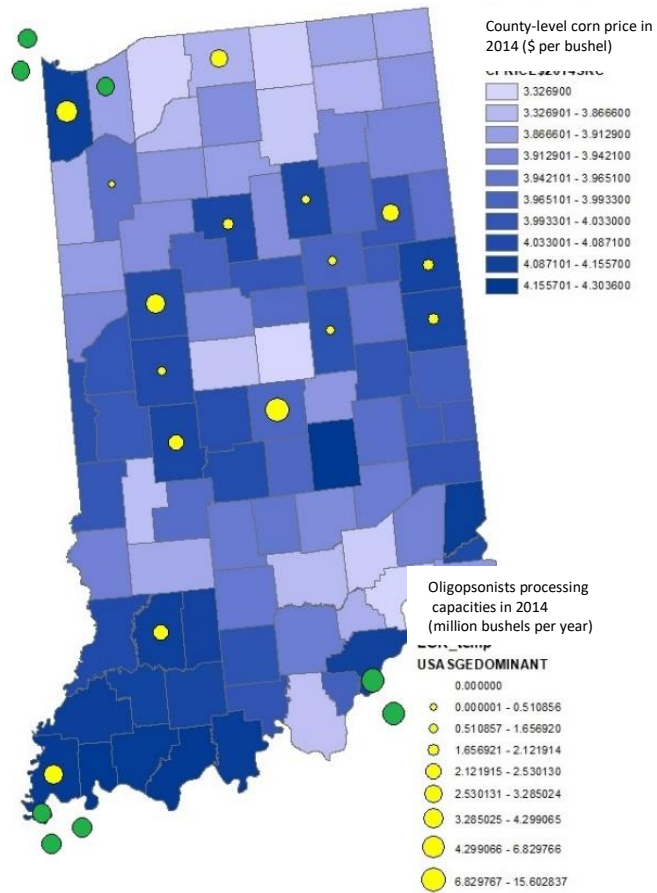 County-level corn price in
2014 ($ per bushel)
3.326900
3.326901 - 3.866600
3.866601 - 3.912900
3.912901 - 3.942100
3.942101 - 3.965100
3.965101 - 3.993300
3.993301 - 4.033000
4.033001 - 4.087100
4.087101 - 4.155700
4.155701 - 4.303600
Oligopsonists processing
capacities in 2014
(million bushels per year)
USASGEDOMINANT
0.000000
0.000001 - 0.510856
0.510857 - 1.656920
1.656921 - 2.121914
2.121915 - 2.530130
2.530131 - 3.285024
3.285025 - 4.299065
4.299066 - 6.829766
6.829767 - 15.602837